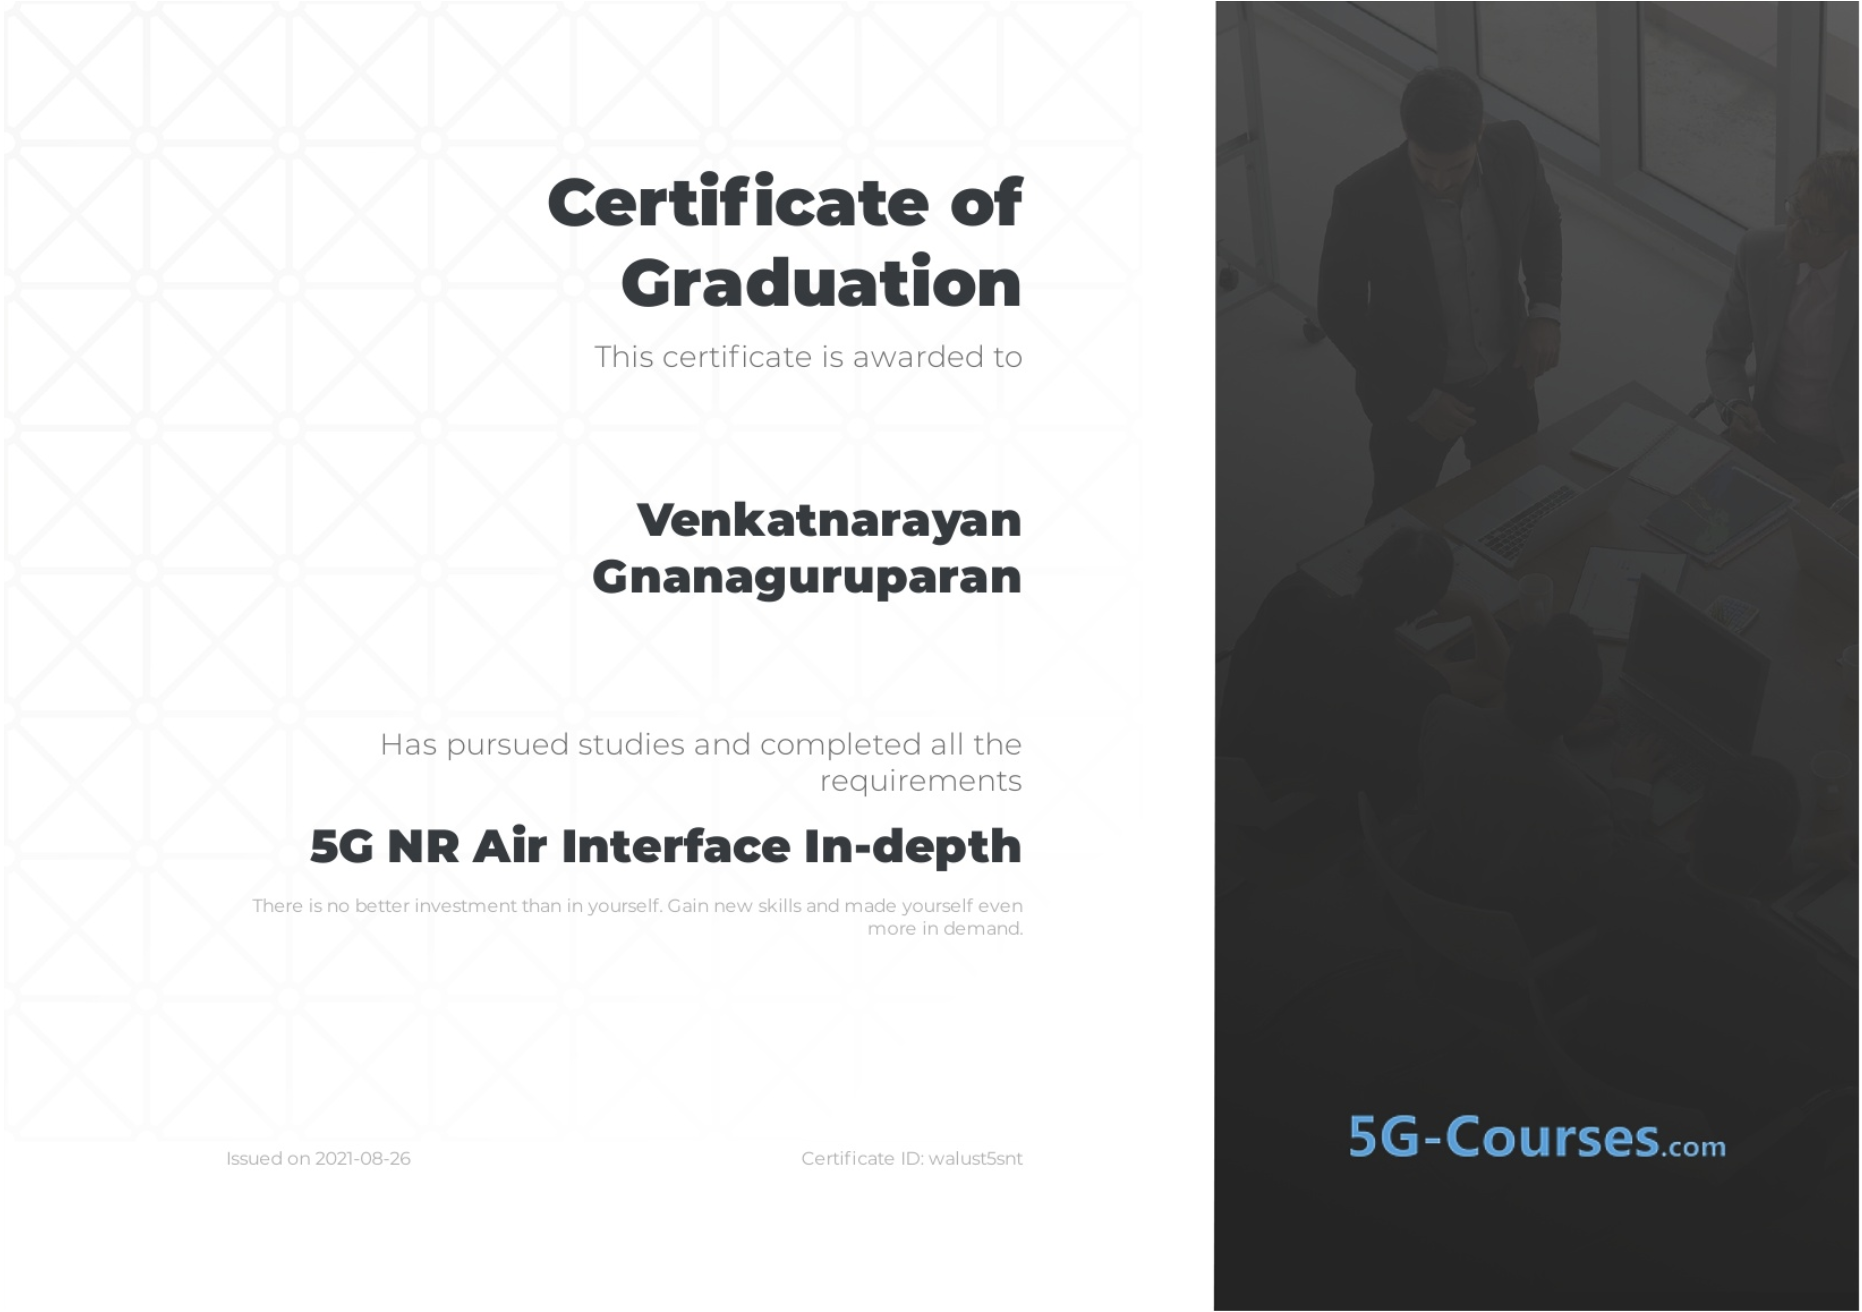 Certificate of
Graduation
This certificate is awarded to
Venkatnarayan
Gnanaguruparan
Has pursued studies and completed all the
requirements
5G NR Air Interface In-depth
There is no better investment than in yourself. Gain new skills and made yourself even
more in demand.
Issued on 2021-08-26
Certificate ID: walust5snt
5G-Courses.com